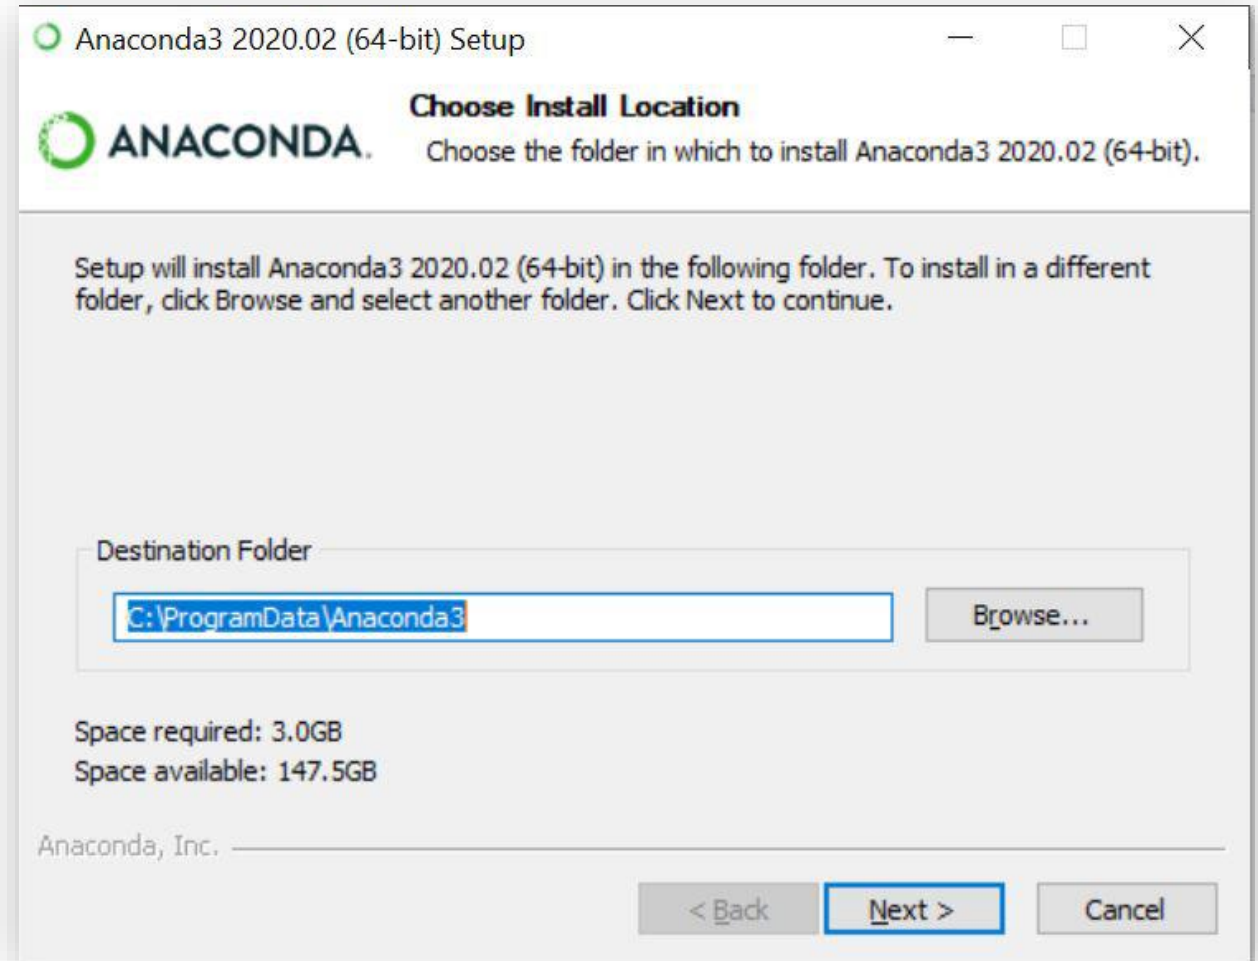 Anaconda3 2020.02 (64-bit) Setup
ANACONDA.
Choose Install Location
Choose the folder in which to install Anaconda3 2020.02 (64-bit).
Setup will install Anaconda3 2020.02 (64-bit) in the following folder. To install in a different
folder, click Browse and select another folder. Click Next to continue.
Destination Folder
C:\ProgramData\Anaconda3
Browse...
Space required: 3.0GB
Space available: 147.5GB
Anaconda, Inc.
< Back
Next >
Cancel